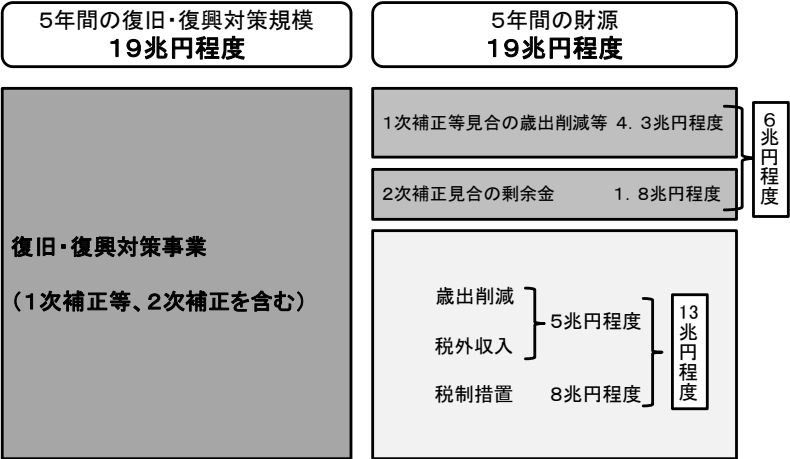 5年間の復旧・復興対策規模
19兆円程度
5年間の財源
19兆円程度
復旧・復興対策事業
(1次補正等、2次補正を含む)
1次補正等見合の歳出削減等 4．3兆円程度
2次補正見合の剰余金 1．8兆円程度
6兆円程度
歳出削減
税外収入
5兆円程度
税制措置 8兆円程度
13兆円程度